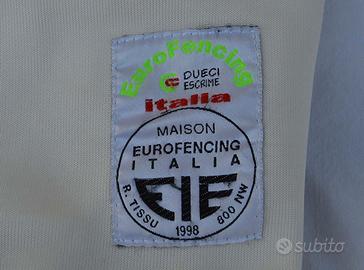 EuroFencing
DUECI
ESCRIME
italia
MAISON
EUROFENCING
ITALIA
EIE
R. TISSU 1998 800 NW
subito